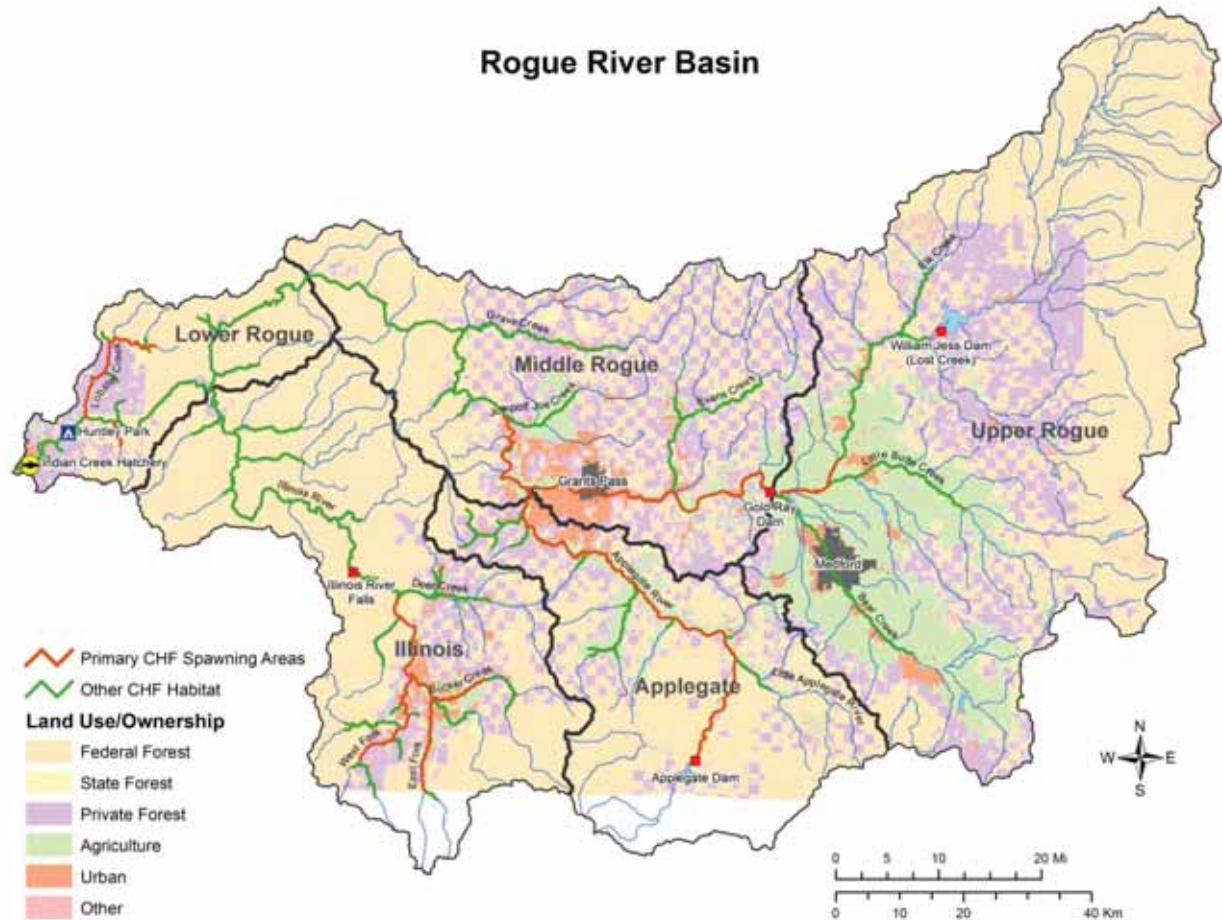 Rogue River Basin
Elk Creek
Lower Rogue
Grave Creek
Middle Rogue
William Jess Dam
(Lost Creek)
Lobster Creek
Jumpoff Joe Creek
Evans Creek
Huntley Park
Upper Rogue
Indian Creek Hatchery
Little Butte Creek
Grants Pass
Gold Ray
Dam
Illinois River
Medford
Illinois River
Falls
Deer Creek
Applegate River
Bear Creek
Illinois
Sucker Creek
Applegate
Little Applegate River
West Fork
East Fork
Applegate Dam
Primary CHF Spawning Areas
Other CHF Habitat
Land Use/Ownership
Federal Forest
State Forest
Private Forest
Agriculture
Urban
Other
N
W E
S
0 5 10 20 Mi
0 10 20 40 Km